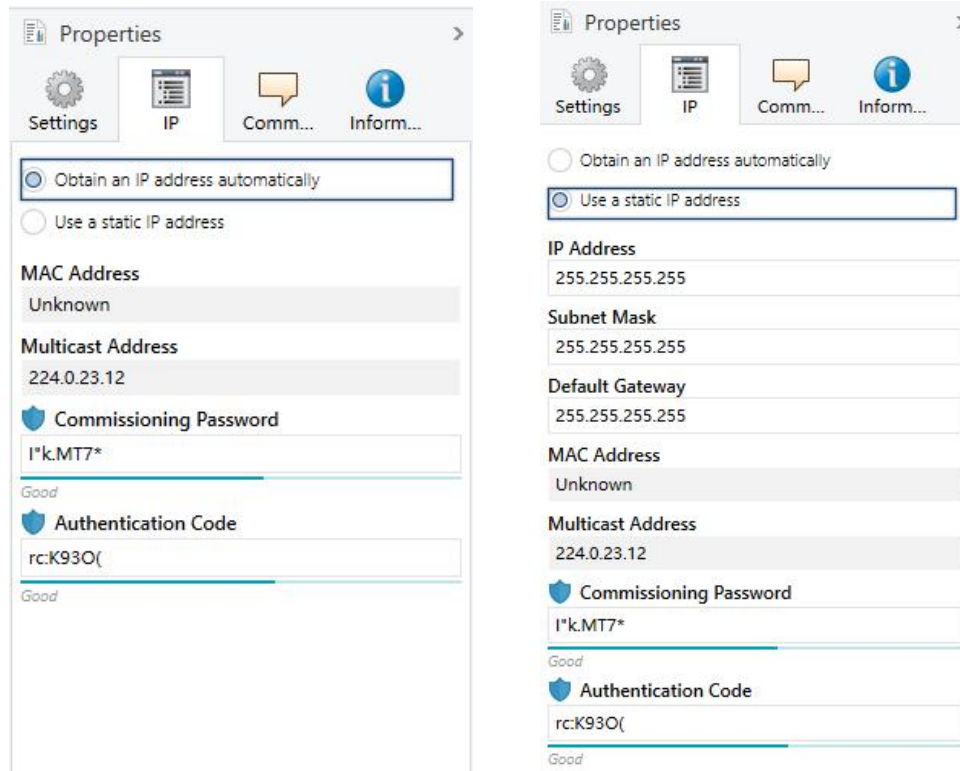 Properties
Settings IP Comm... Inform...
Obtain an IP address automatically
Use a static IP address
MAC Address
Unknown
Multicast Address
224.0.23.12
Commissioning Password
I"k.MT7*
Good
Authentication Code
rc:K93O(
Good
Properties
Settings IP Comm... Inform...
Obtain an IP address automatically
Use a static IP address
IP Address
255.255.255.255
Subnet Mask
255.255.255.255
Default Gateway
255.255.255.255
MAC Address
Unknown
Multicast Address
224.0.23.12
Commissioning Password
I"k.MT7*
Good
Authentication Code
rc:K93O(
Good